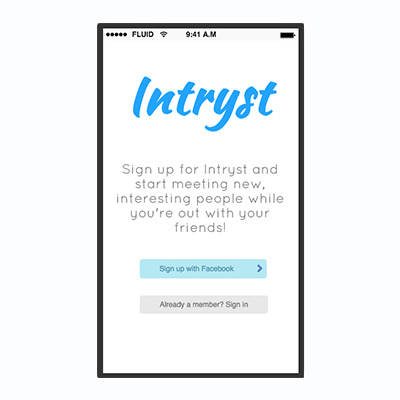 FLUID 9:41 A.M
Intryst
Sign up for Intryst and
start meeting new,
interesting people while
you're out with your
friends!
Sign up with Facebook
Already a member? Sign in